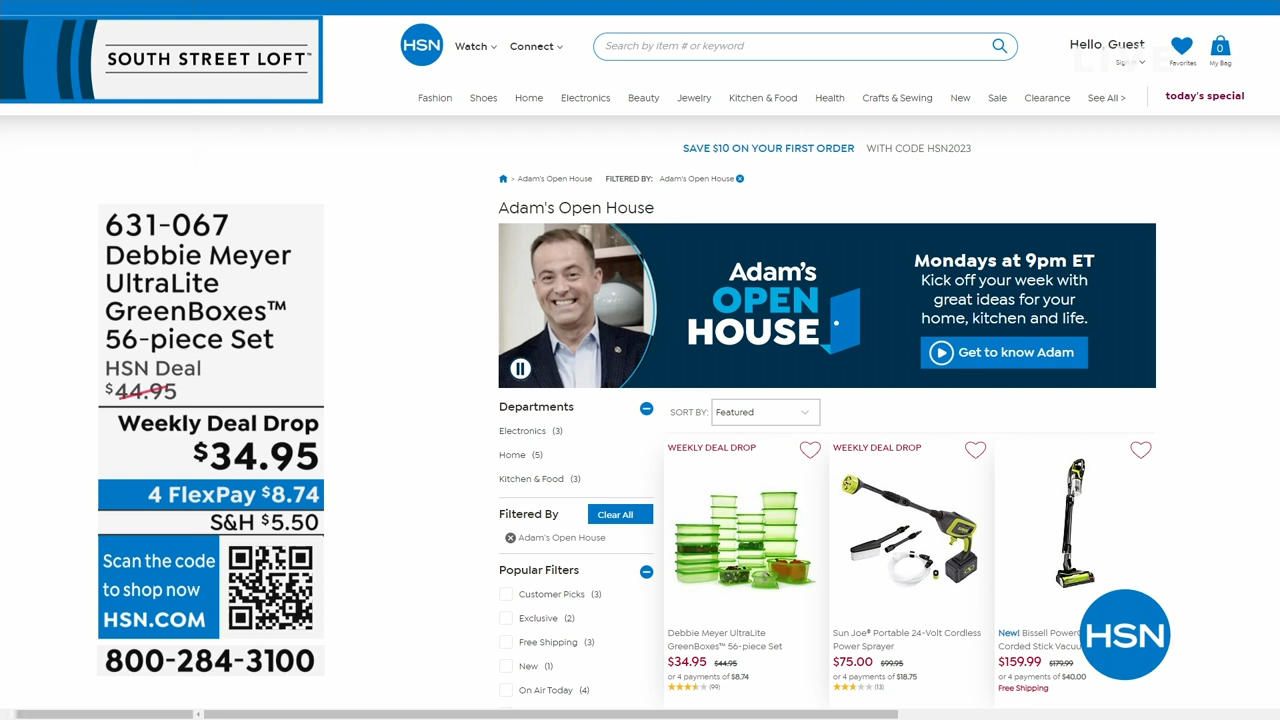 SOUTH STREET LOFT™
HSN
Watch
Connect
Search by item # or keyword
Hello, Guest
Sign in
LIVE
Favorites
0
My Bag
Fashion
Shoes
Home
Electronics
Beauty
Jewelry
Kitchen & Food
Health
Crafts & Sewing
New
Sale
Clearance
See All >
today's special
SAVE $10 ON YOUR FIRST ORDER WITH CODE HSN2023
> Adam's Open House FILTERED BY: Adam's Open House
Adam's Open House
Adam's
OPEN
HOUSE
Mondays at 9pm ET
Kick off your week with
great ideas for your
home, kitchen and life.
Get to know Adam
631-067
Debbie Meyer
UltraLite
GreenBoxes™
56-piece Set
HSN Deal
$44.95
Weekly Deal Drop
$34.95
4 FlexPay $8.74
S&H $5.50
Scan the code
to shop now
HSN.COM
800-284-3100
Departments
Electronics (3)
Home (5)
Kitchen & Food (3)
Filtered By
Clear All
Adam's Open House
Popular Filters
Customer Picks (3)
Exclusive (2)
Free Shipping (3)
New (1)
On Air Today (4)
SORT BY: Featured
WEEKLY DEAL DROP
Debbie Meyer UltraLite
GreenBoxes™ 56-piece Set
$34.95 $44.95
or 4 payments of $8.74
(99)
WEEKLY DEAL DROP
Sun Joe® Portable 24-Volt Cordless
Power Sprayer
$75.00 $99.95
or 4 payments of $18.75
(13)
New! Bissell
Corded Stick
$159.99 $179.99
or 4 payments of $40.00
Free Shipping
HSN